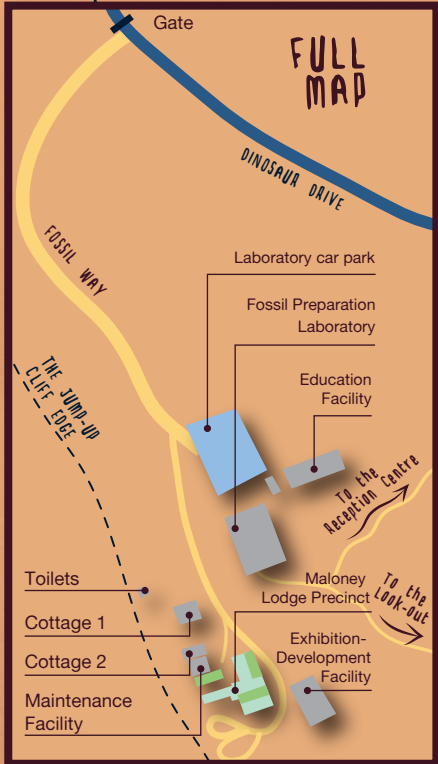 Gate
FULL
MAP
DINOSAUR DRIVE
FOSSIL WAY
Laboratory car park
Fossil Preparation
Laboratory
Education
Facility
THE JUMP-UP
CLIFF EDGE
To the
Reception Centre
Toilets
Cottage 1
Cottage 2
Maintenance
Facility
Maloney
Lodge Precinct
To the
Look-out
Exhibition-
Development
Facility